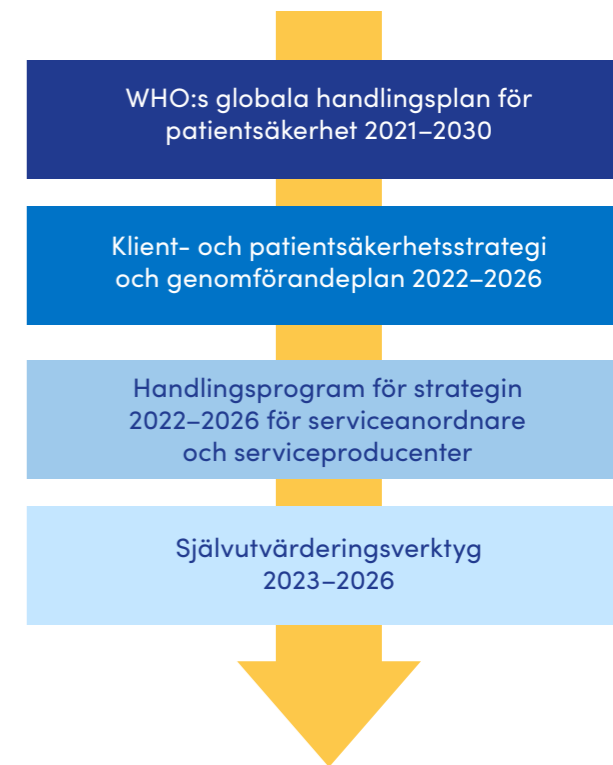 WHO:s globala handlingsplan för
patientsäkerhet 2021–2030
Klient- och patientsäkerhetsstrategi
och genomförandeplan 2022–2026
Handlingsprogram för strategin
2022–2026 för serviceanordnare
och serviceproducenter
Självutvärderingsverktyg
2023–2026